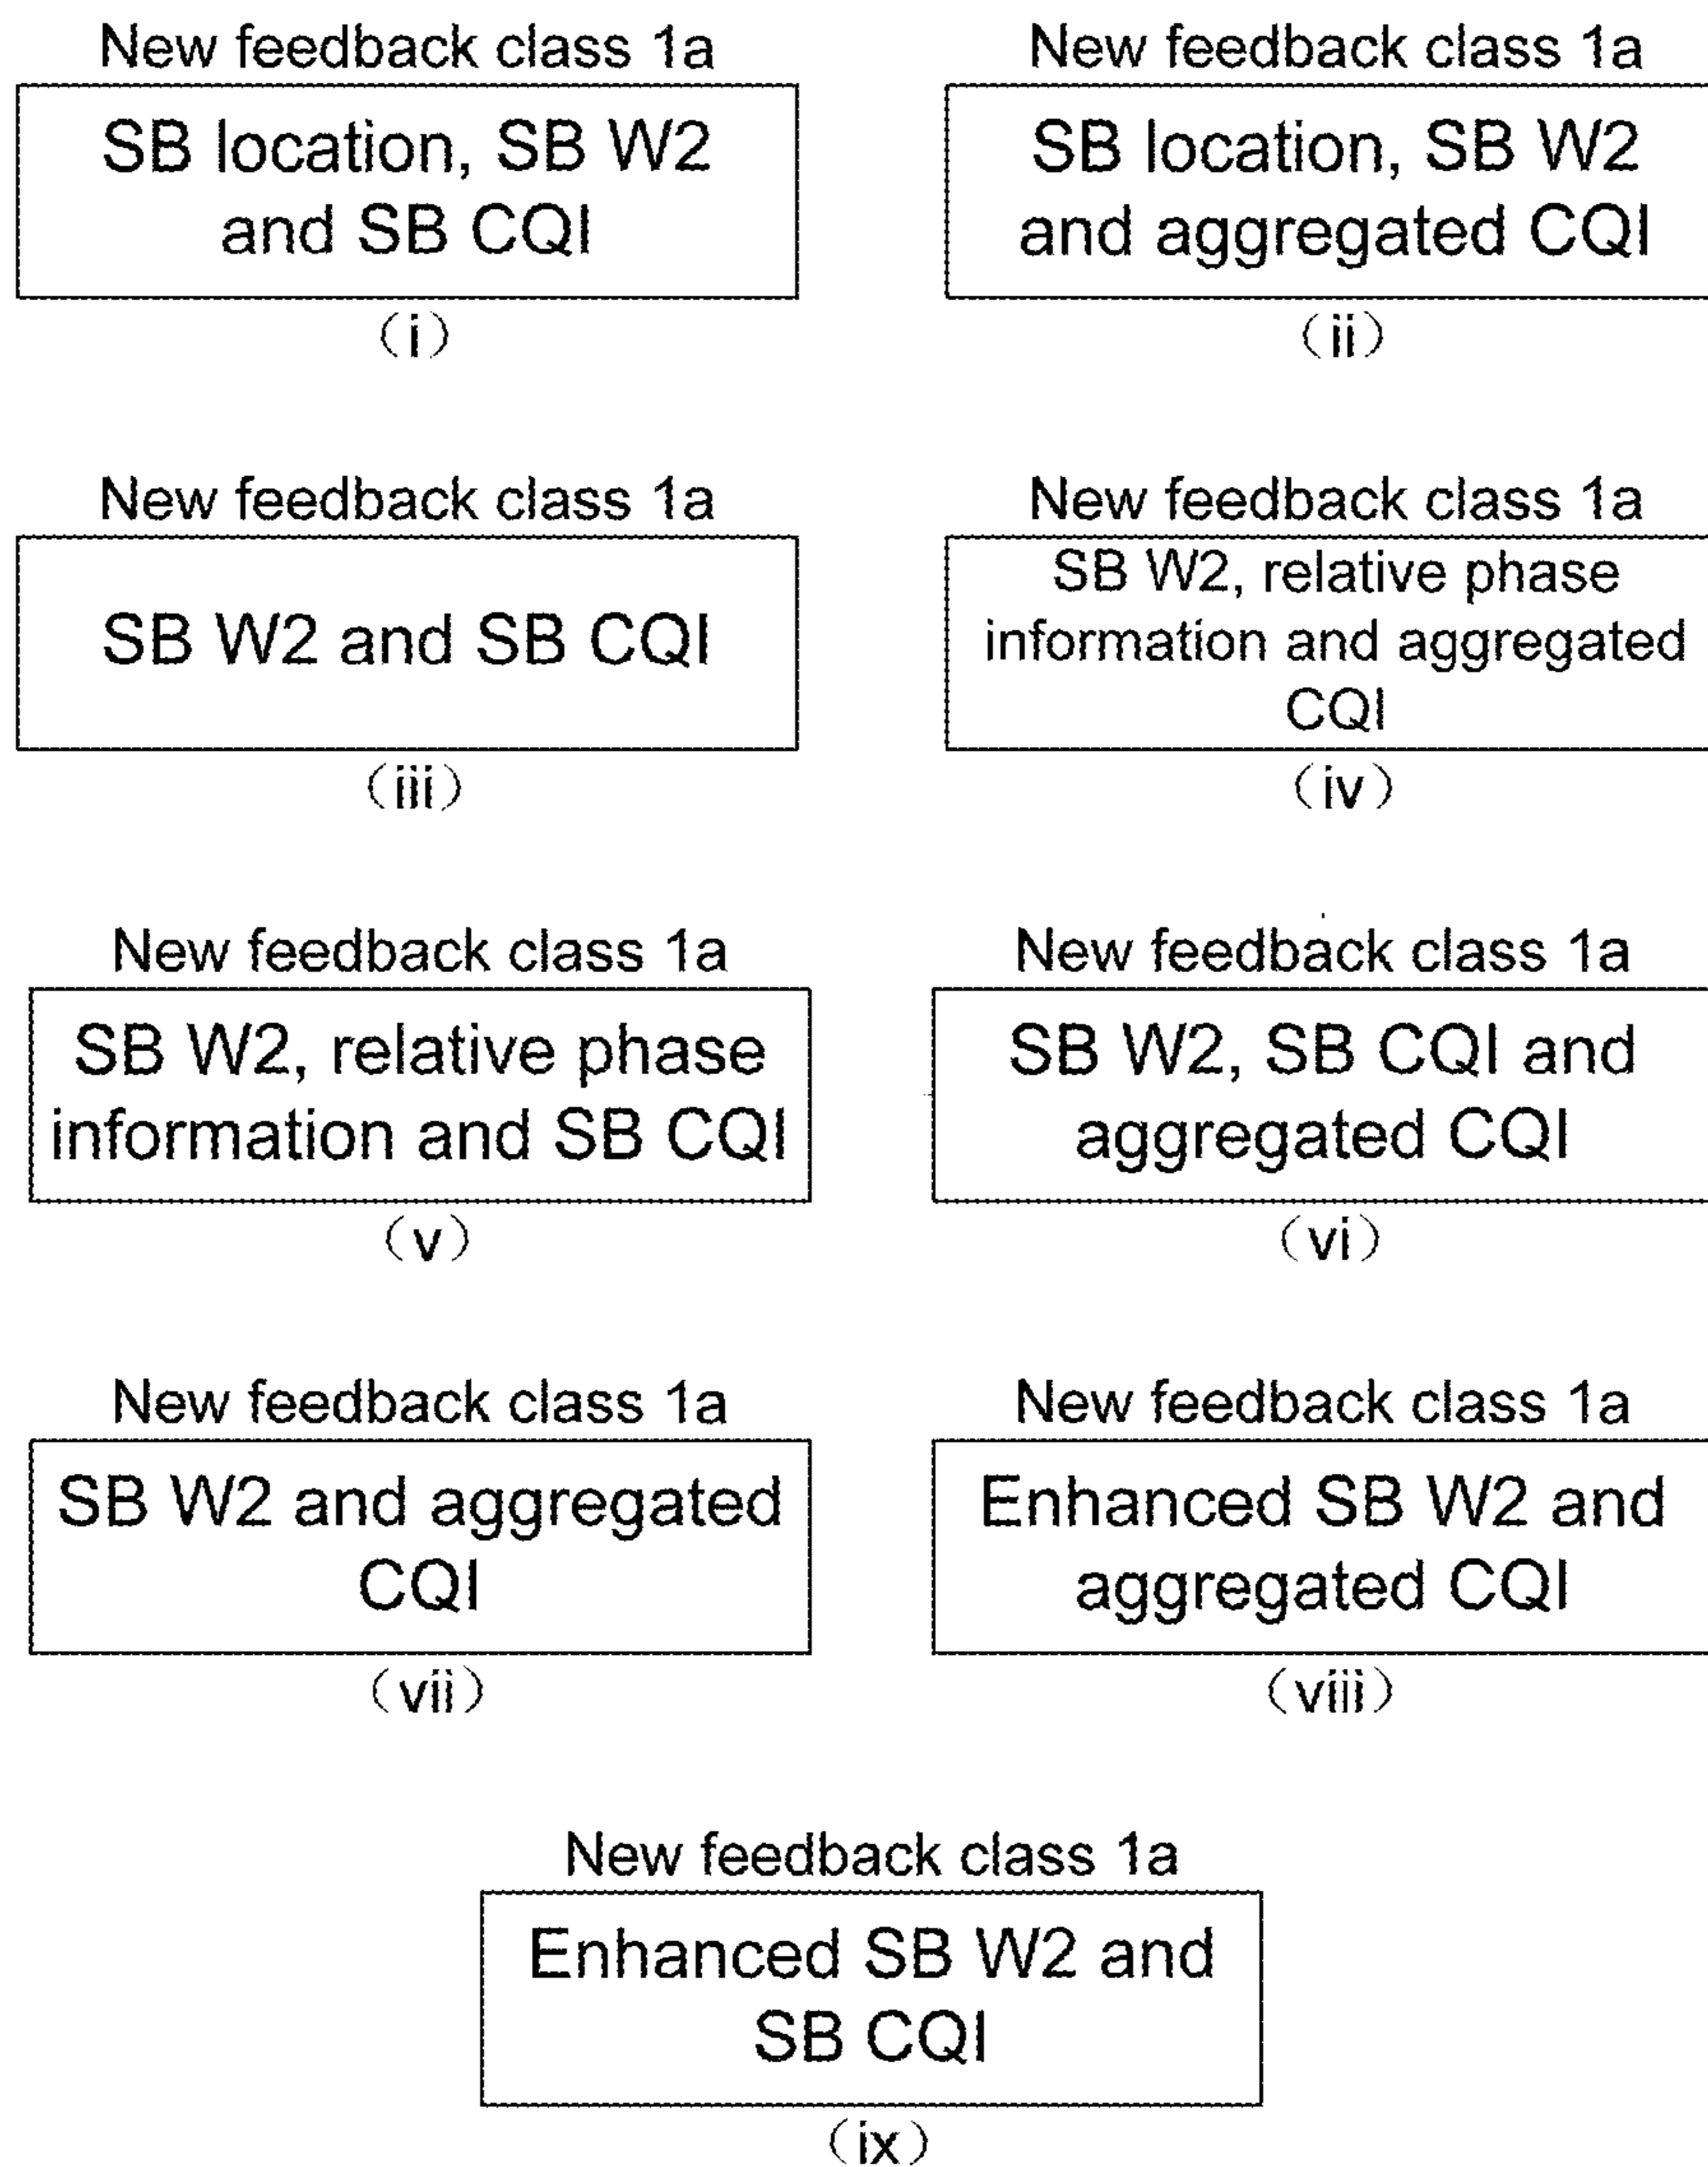 New feedback class 1a
SB location, SB W2
and SB CQI
(i)
New feedback class 1a
SB location, SB W2
and aggregated CQI
(ii)
New feedback class 1a
SB W2 and SB CQI
(iii)
New feedback class 1a
SB W2, relative phase
information and aggregated
CQI
(iv)
New feedback class 1a
SB W2, relative phase
information and SB CQI
(v)
New feedback class 1a
SB W2, SB CQI and
aggregated CQI
(vi)
New feedback class 1a
SB W2 and aggregated
CQI
(vii)
New feedback class 1a
Enhanced SB W2 and
aggregated CQI
(viii)
New feedback class 1a
Enhanced SB W2 and
SB CQI
(ix)